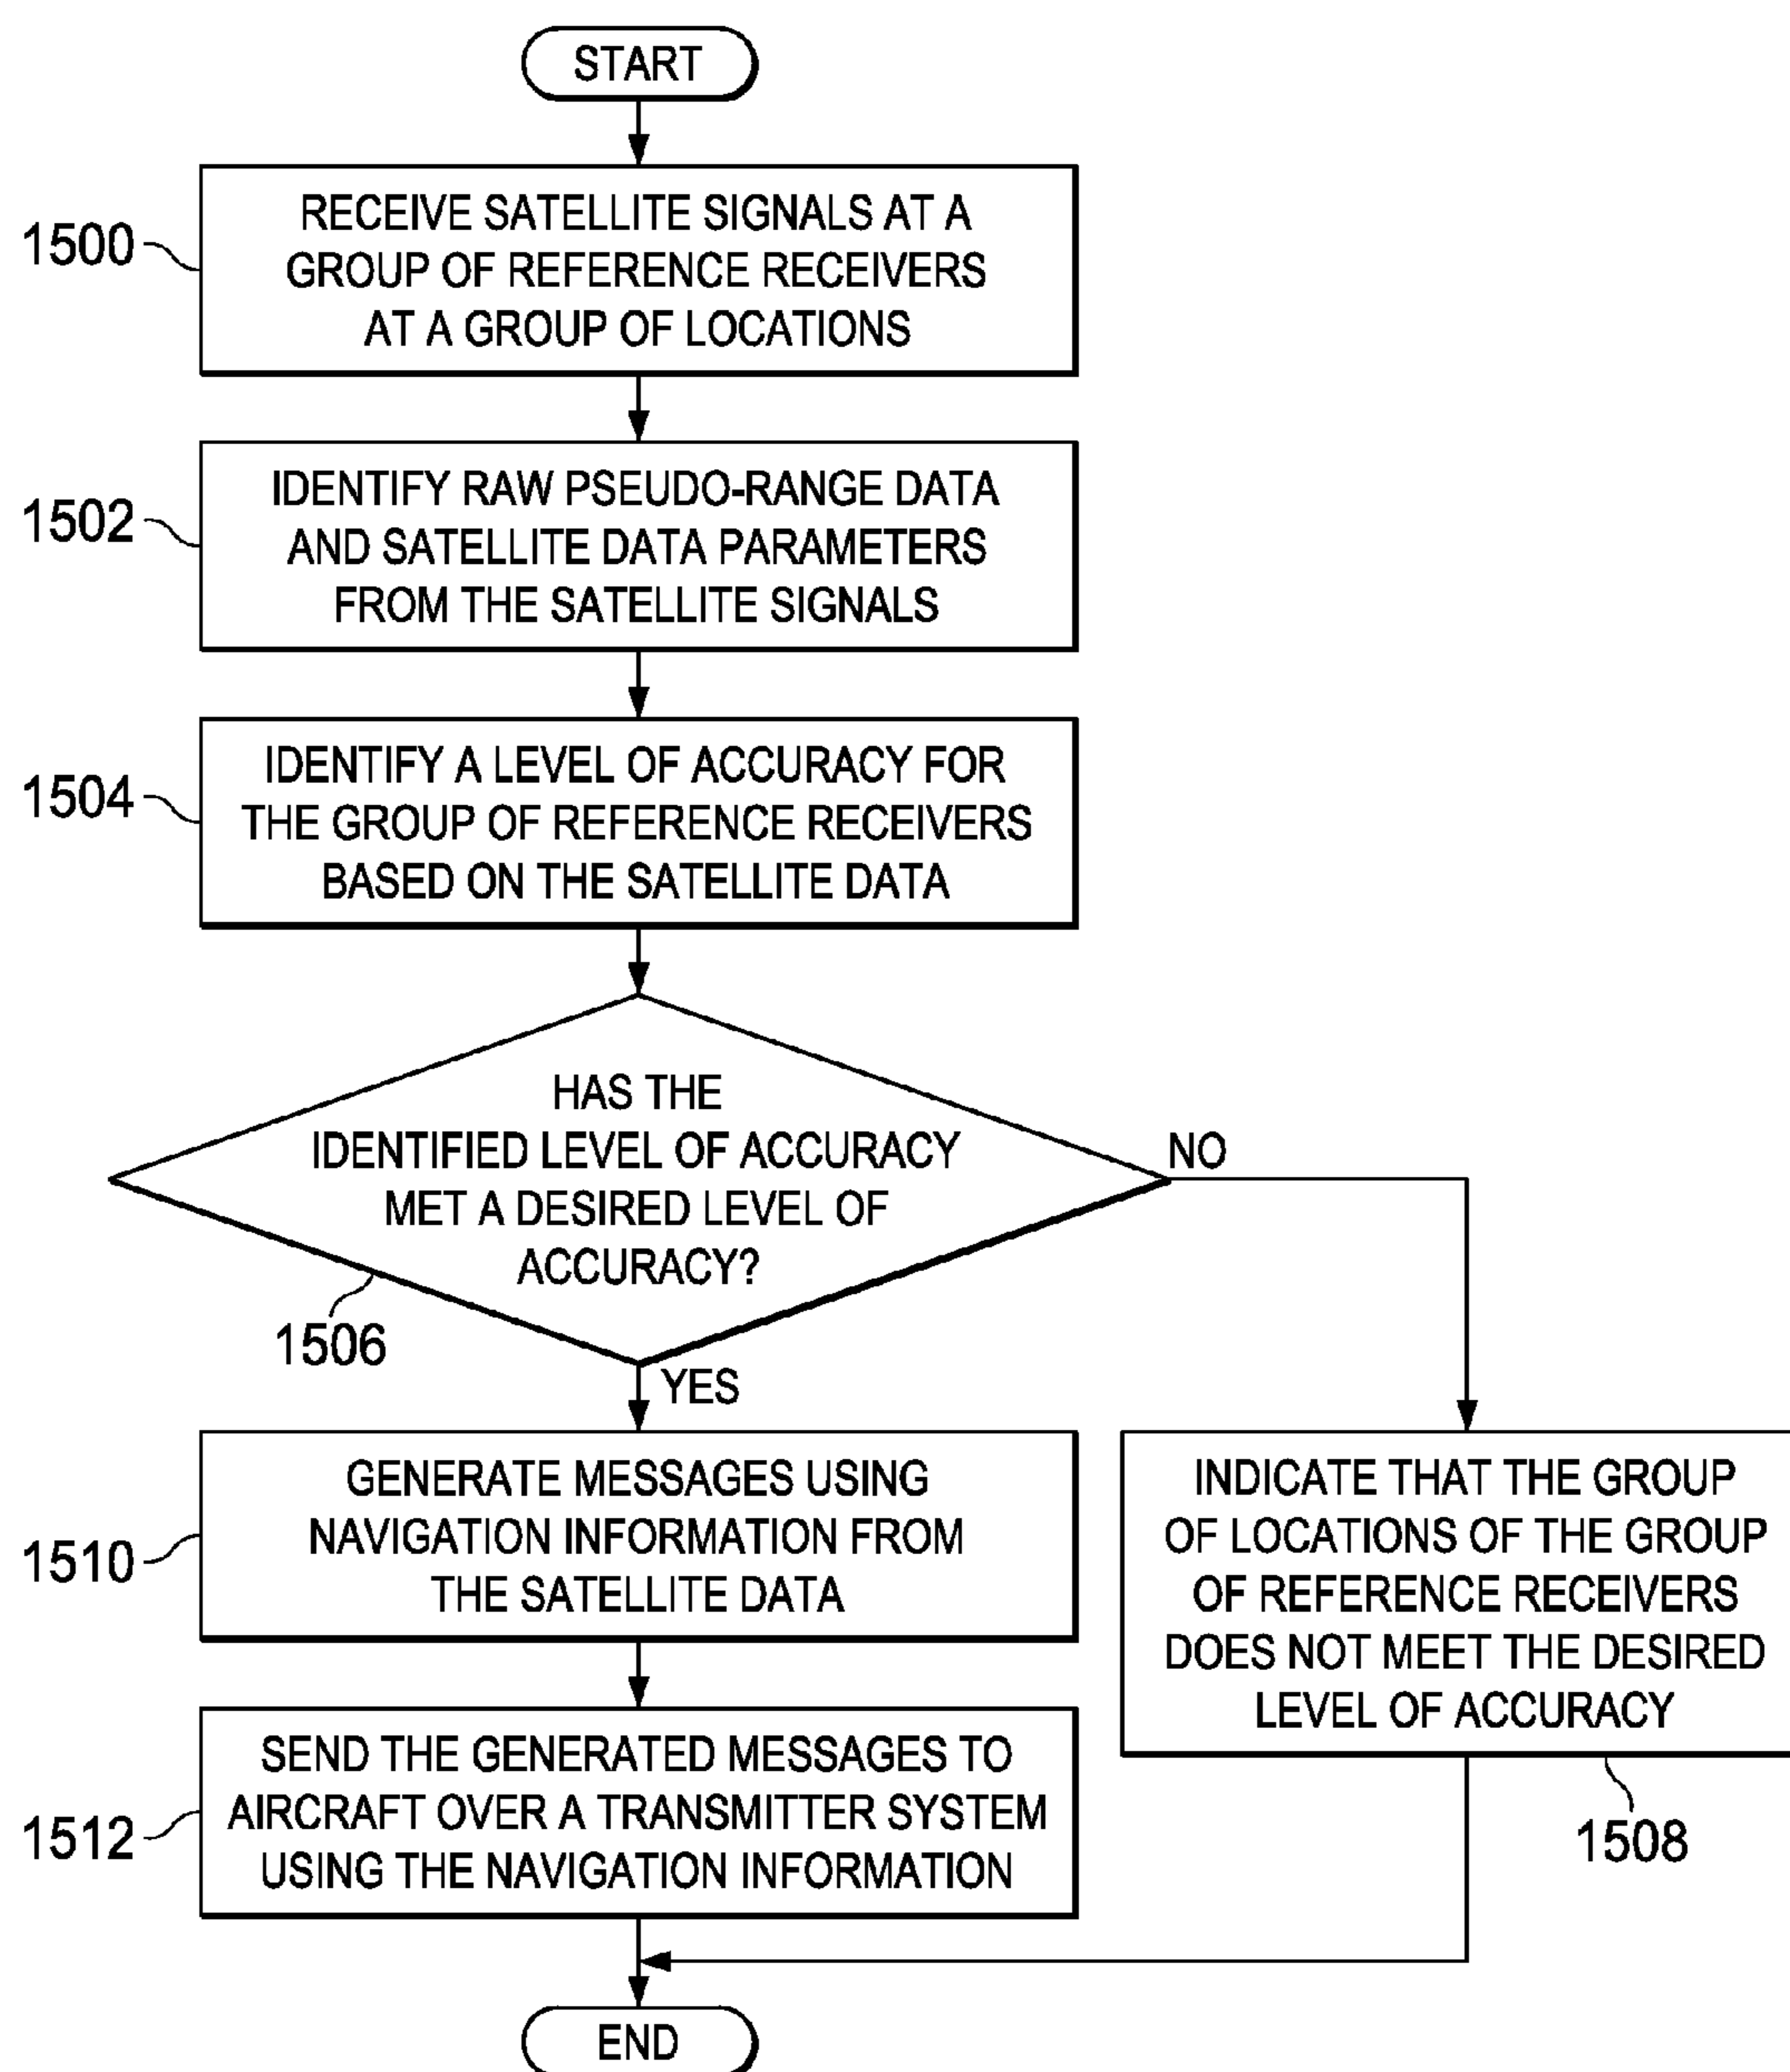 START
1500
RECEIVE SATELLITE SIGNALS AT A
GROUP OF REFERENCE RECEIVERS
AT A GROUP OF LOCATIONS
1502
IDENTIFY RAW PSEUDO-RANGE DATA
AND SATELLITE DATA PARAMETERS
FROM THE SATELLITE SIGNALS
1504
IDENTIFY A LEVEL OF ACCURACY FOR
THE GROUP OF REFERENCE RECEIVERS
BASED ON THE SATELLITE DATA
HAS THE
IDENTIFIED LEVEL OF ACCURACY
MET A DESIRED LEVEL OF
ACCURACY?
1506
NO
YES
1510
GENERATE MESSAGES USING
NAVIGATION INFORMATION FROM
THE SATELLITE DATA
INDICATE THAT THE GROUP
OF LOCATIONS OF THE GROUP
OF REFERENCE RECEIVERS
DOES NOT MEET THE DESIRED
LEVEL OF ACCURACY
1508
1512
SEND THE GENERATED MESSAGES TO
AIRCRAFT OVER A TRANSMITTER SYSTEM
USING THE NAVIGATION INFORMATION
END